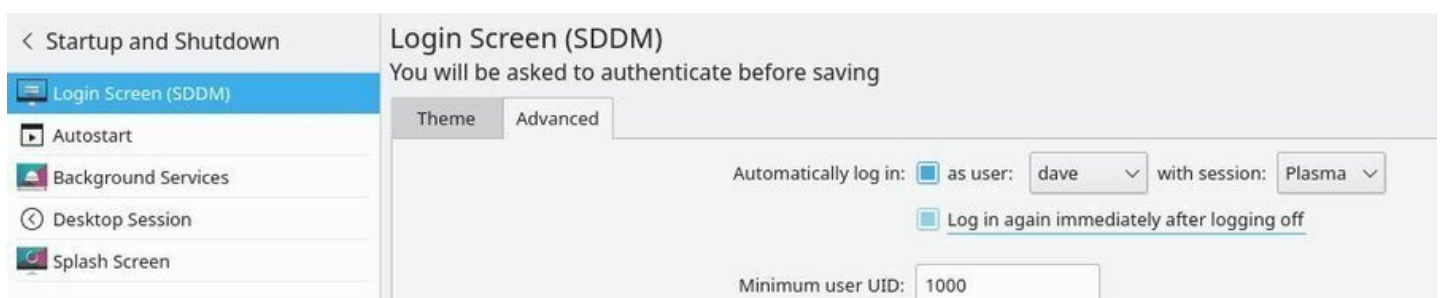 < Startup and Shutdown
Login Screen (SDDM)
Autostart
Background Services
Desktop Session
Splash Screen
Login Screen (SDDM)
You will be asked to authenticate before saving
Theme Advanced
Automatically log in: as user: dave with session: Plasma
Log in again immediately after logging off
Minimum user UID: 1000